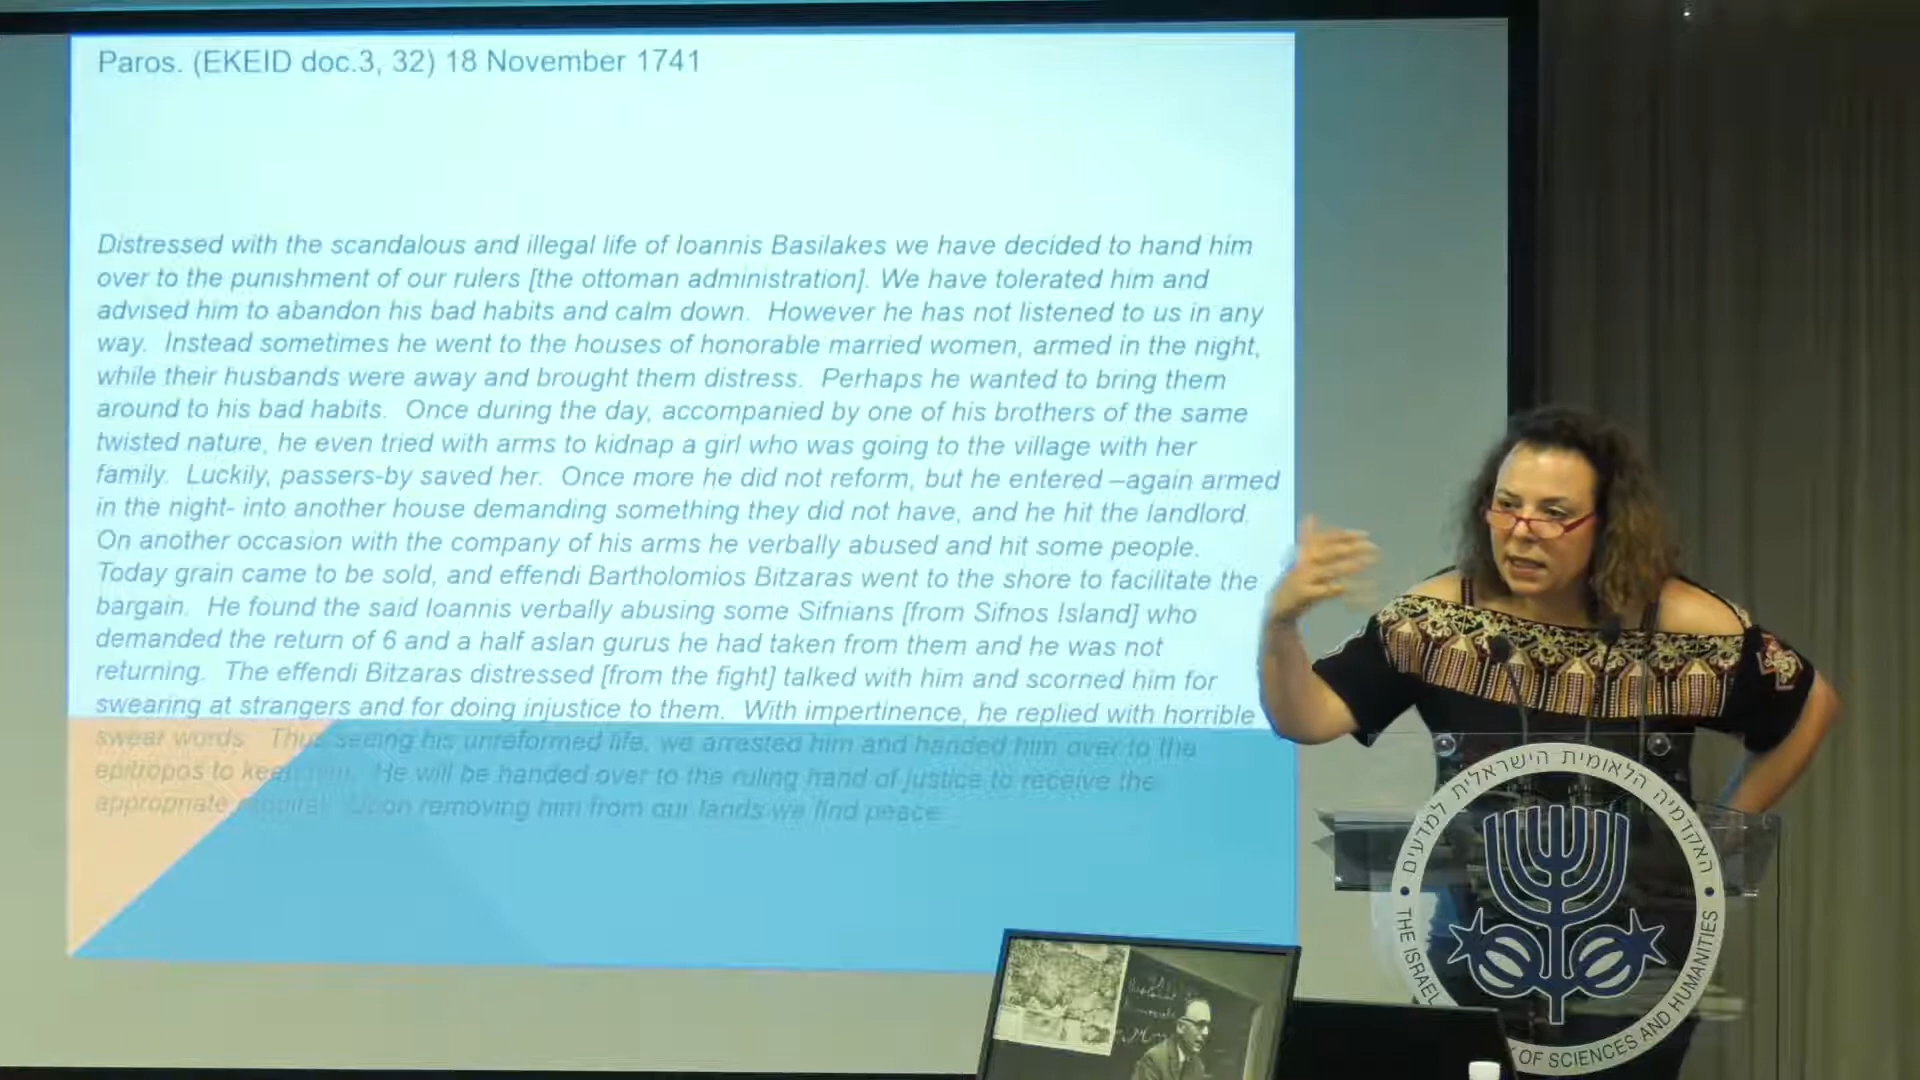 Paros. (EKEID doc.3, 32) 18 November 1741
Distressed with the scandalous and illegal life of Ioannis Basilakes we have decided to hand him
over to the punishment of our rulers [the ottoman administration]. We have tolerated him and
advised him to abandon his bad habits and calm down. However he has not listened to us in any
way. Instead sometimes he went to the houses of honorable married women, armed in the night,
while their husbands were away and brought them distress. Perhaps he wanted to bring them
around to his bad habits. Once during the day, accompanied by one of his brothers of the same
twisted nature, he even tried with arms to kidnap a girl who was going to the village with her
family. Luckily, passers-by saved her. Once more he did not reform, but he entered –again armed
in the night- into another house demanding something they did not have, and he hit the landlord.
On another occasion with the company of his arms he verbally abused and hit some people.
Today grain came to be sold, and effendi Bartholomios Bitzaras went to the shore to facilitate the
bargain. He found the said Ioannis verbally abusing some Sifnians [from Sifnos Island] who
demanded the return of 6 and a half aslan gurus he had taken from them and he was not
returning. The effendi Bitzaras distressed [from the fight] talked with him and scorned him for
swearing at strangers and for doing injustice to them. With impertinence, he replied with horrible
swear words. Thus seeing his unreformed life, we arrested him and handed him over to the
epitropos to keep him. He will be handed over to the ruling hand of justice to receive the
appropriate Upon removing him from our lands we find peace
האקדמיה הלאומית הישראלית למדעים
THE ISRAEL OF SCIENCES AND HUMANITIES